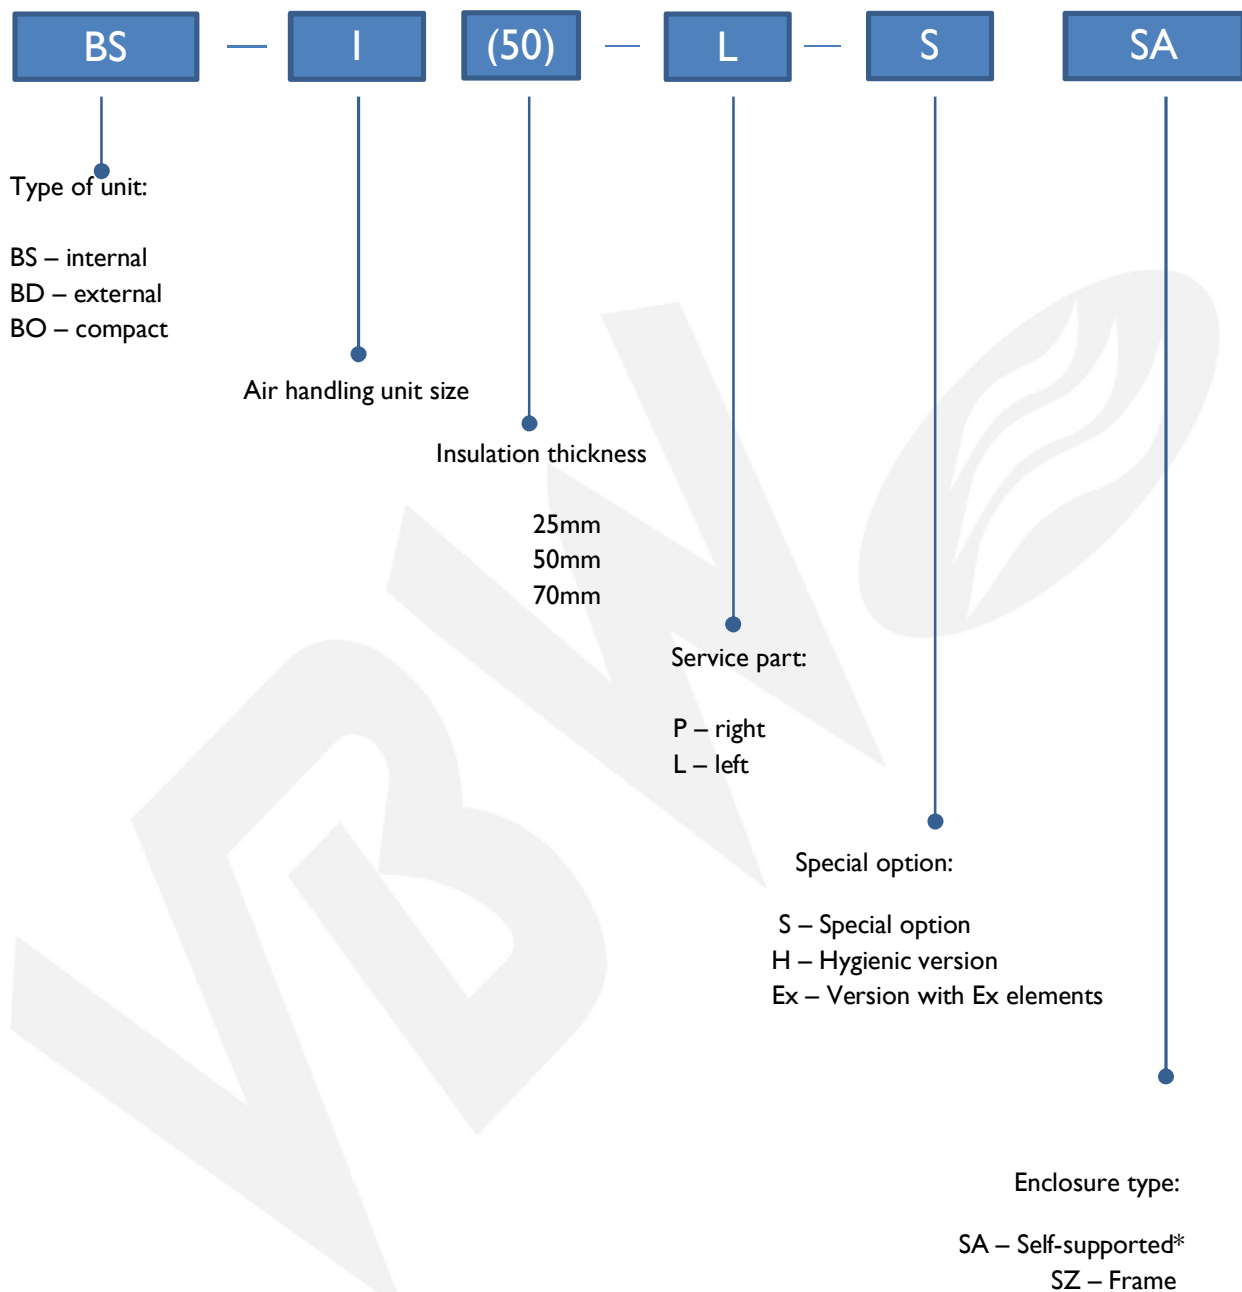 BS — I (50) — L — S SA
Type of unit:
BS – internal
BD – external
BO – compact
Air handling unit size
Insulation thickness
25mm
50mm
70mm
Service part:
P – right
L – left
Special option:
S – Special option
H – Hygienic version
Ex – Version with Ex elements
Enclosure type:
SA – Self-supported*
SZ – Frame
VBW